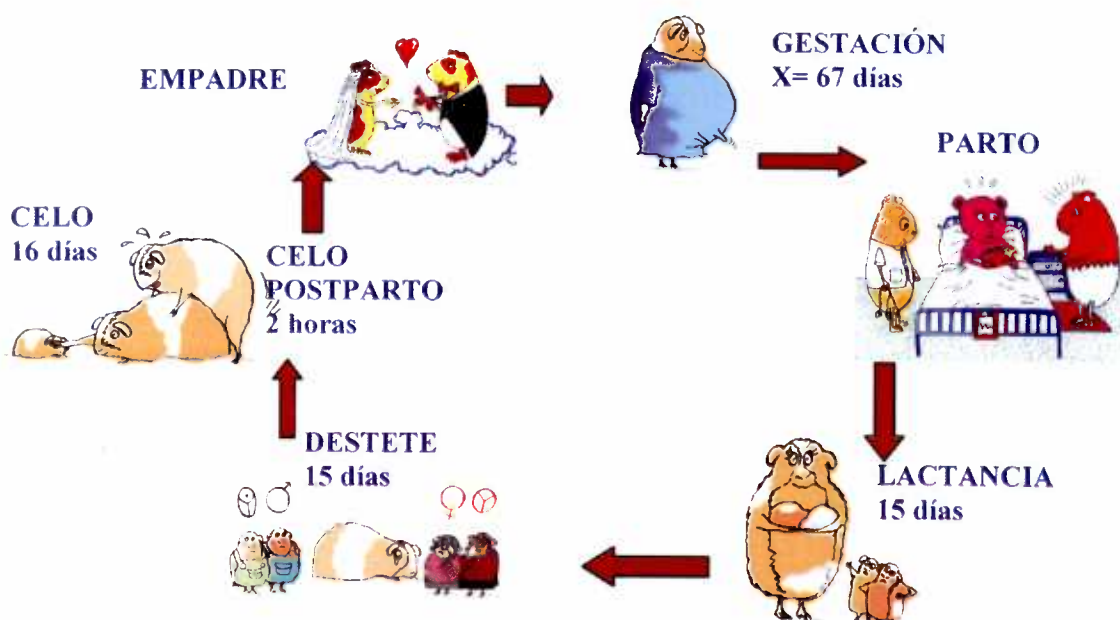 EMPADRE
GESTACIÓN
X= 67 días
PARTO
LACTANCIA
15 días
DESTETE
15 días
CELO
16 días
CELO
POSTPARTO
2 horas